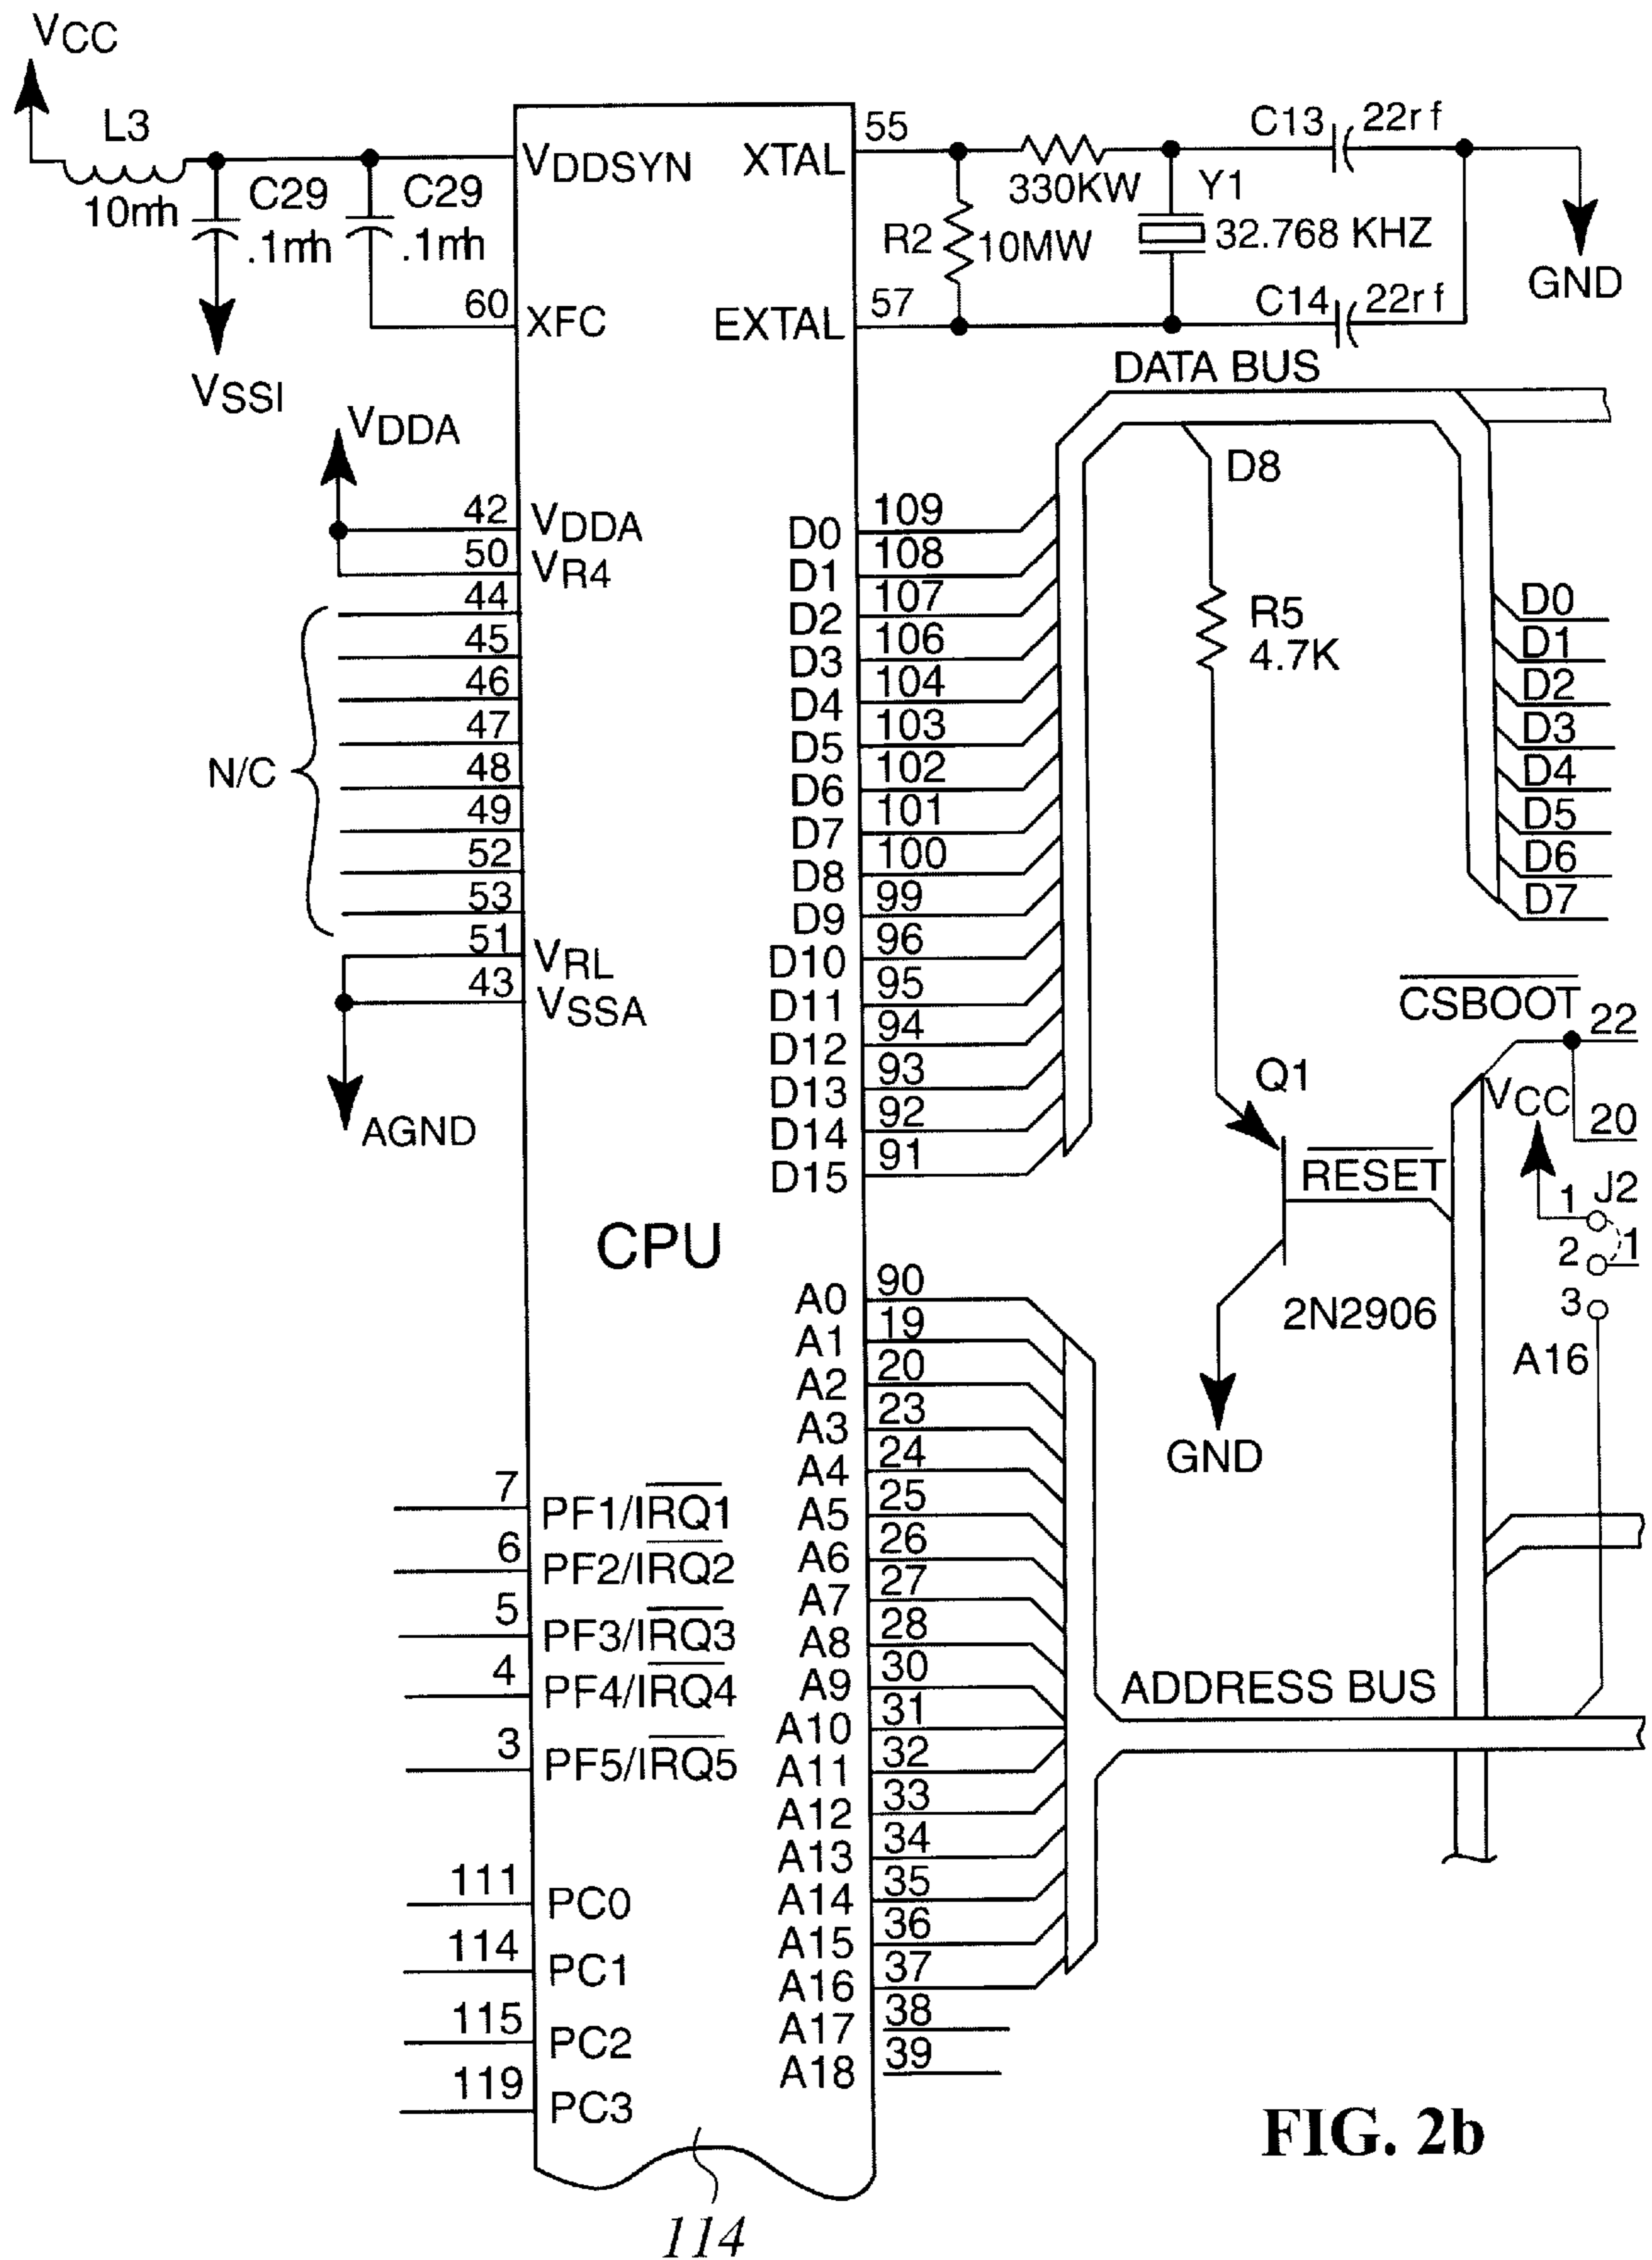 VCC
L3
10mh
C29
.1mh
C29
.1mh
VSSI
60
VDDSYN
XFC
XTAL
EXTAL
55
57
330KW
R2
10MW
Y1
32.768 KHZ
C13
22rf
C14
22rf
GND
DATA BUS
D8
R5
4.7K
VDDA
42 VDDA
50 VR4
44
45
46
47
48
49
52
53
N/C
51 VRL
43 VSSA
AGND
D0 109
D1 108
D2 107
D3 106
D4 104
D5 103
D6 102
D7 101
D8 100
D9 99
D10 96
D11 95
D12 94
D13 93
D14 92
D15 91
D0
D1
D2
D3
D4
D5
D6
D7
CSBOOT
22
20
VCC
J2
1
2
3
1
A16
Q1
RESET
2N2906
GND
CPU
A0 90
A1 19
A2 20
A3 23
A4 24
A5 25
A6 26
A7 27
A8 28
A9 30
A10 31
A11 32
A12 33
A13 34
A14 35
A15 36
A16 37
A17 38
A18 39
ADDRESS BUS
7 PF1/IRQ1
6 PF2/IRQ2
5 PF3/IRQ3
4 PF4/IRQ4
3 PF5/IRQ5
111 PC0
114 PC1
115 PC2
119 PC3
114
FIG. 2b